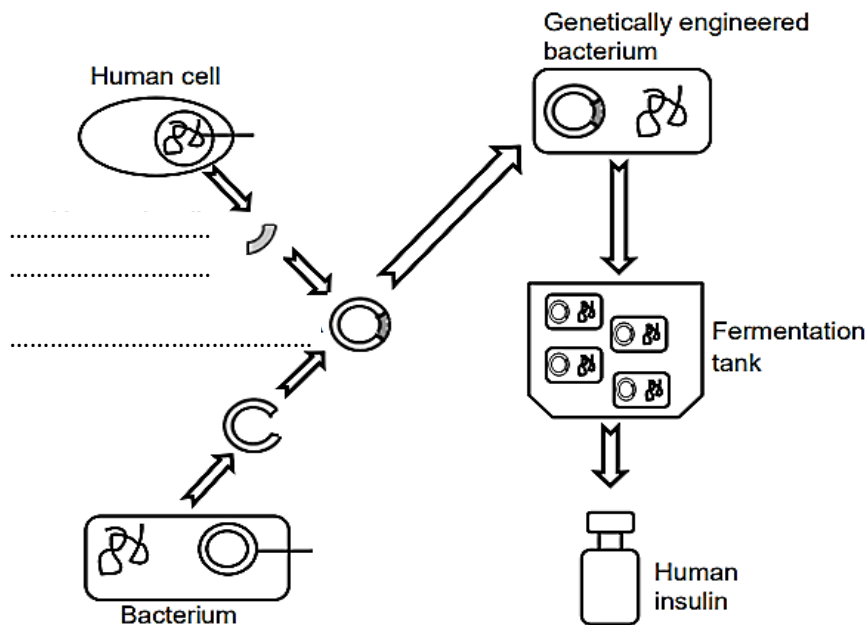 Genetically engineered
bacterium
Human cell
..................................
..................................
...................................................
Fermentation
tank
Human
insulin
Bacterium